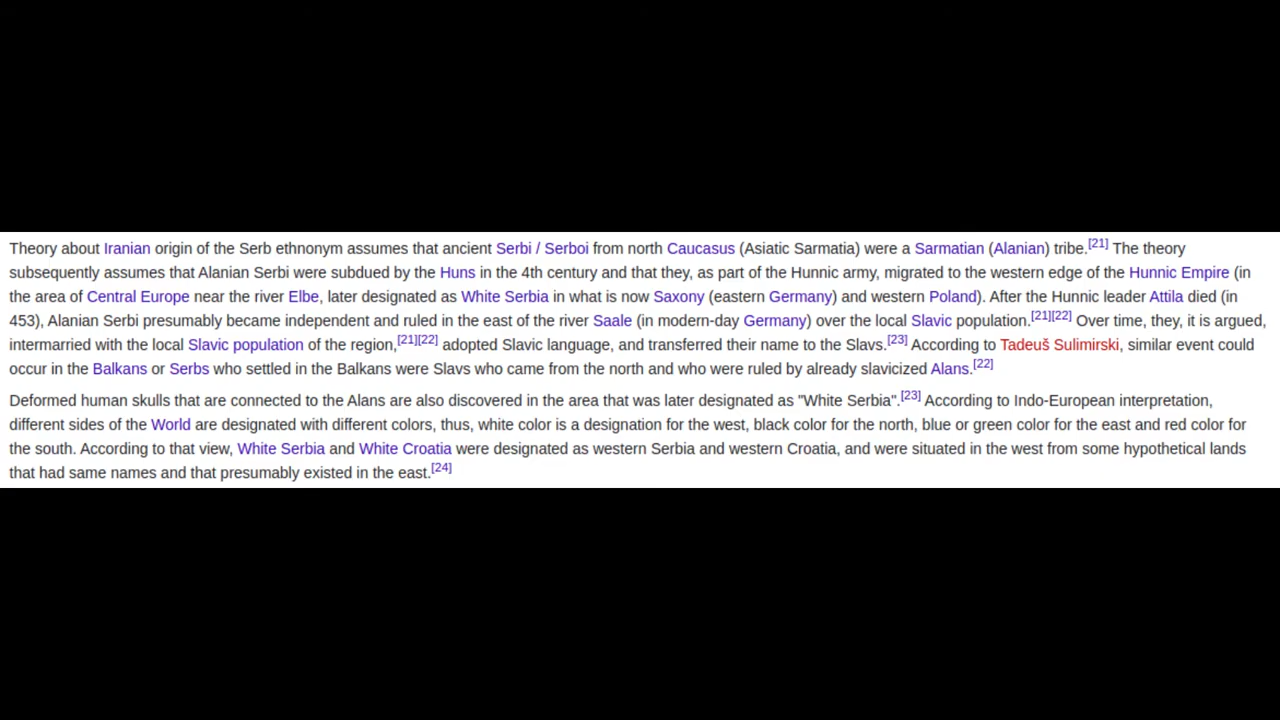 Theory about Iranian origin of the Serb ethnonym assumes that ancient Serbi / Serboi from north Caucasus (Asiatic Sarmatia) were a Sarmatian (Alanian) tribe.[21] The theory
subsequently assumes that Alanian Serbi were subdued by the Huns in the 4th century and that they, as part of the Hunnic army, migrated to the western edge of the Hunnic Empire (in
the area of Central Europe near the river Elbe, later designated as White Serbia in what is now Saxony (eastern Germany) and western Poland). After the Hunnic leader Attila died (in
453), Alanian Serbi presumably became independent and ruled in the east of the river Saale (in modern-day Germany) over the local Slavic population.[21][22] Over time, they, it is argued,
intermarried with the local Slavic population of the region,[21][22] adopted Slavic language, and transferred their name to the Slavs.[23] According to Tadeuš Sulimirski, similar event could
occur in the Balkans or Serbs who settled in the Balkans were Slavs who came from the north and who were ruled by already slavicized Alans.[22]
Deformed human skulls that are connected to the Alans are also discovered in the area that was later designated as "White Serbia".[23] According to Indo-European interpretation,
different sides of the World are designated with different colors, thus, white color is a designation for the west, black color for the north, blue or green color for the east and red color for
the south. According to that view, White Serbia and White Croatia were designated as western Serbia and western Croatia, and were situated in the west from some hypothetical lands
that had same names and that presumably existed in the east.[24]